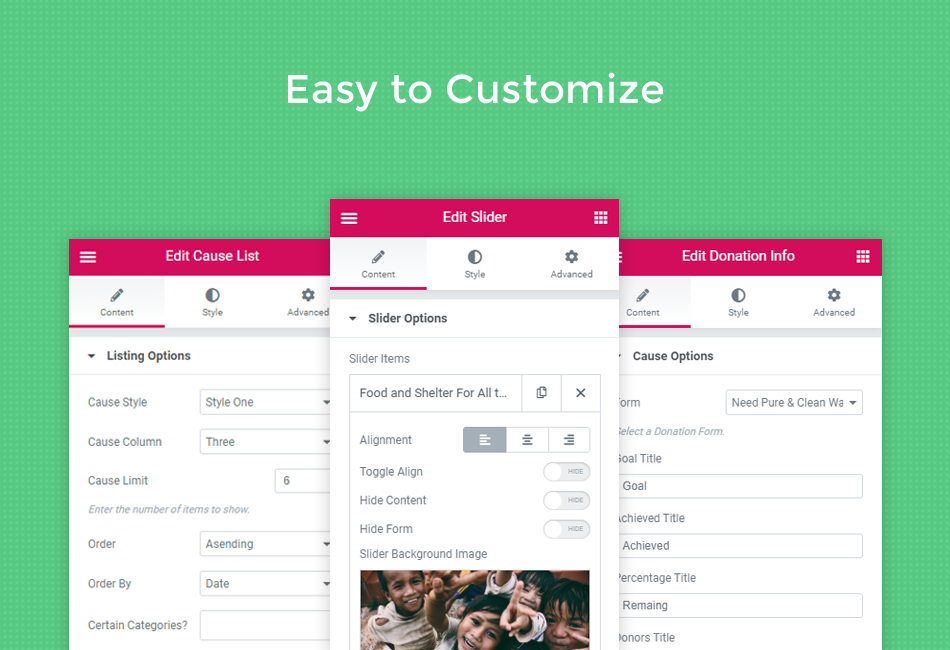 Easy to Customize
Edit Cause List
Content
Style
Advanced
Listing Options
Cause Style
Style One
Cause Column
Three
Cause Limit
6
Enter the number of items to show.
Order
Asending
Order By
Date
Certain Categories?
Edit Slider
Content
Style
Advanced
Slider Options
Slider Items
Food and Shelter For All t...
Alignment
Toggle Align
HIDE
Hide Content
HIDE
Hide Form
HIDE
Slider Background Image
Edit Donation Info
Content
Style
Advanced
Cause Options
orm
Need Pure & Clean Wa
elect a Donation Form.
oal Title
Goal
Achieved Title
Achieved
Percentage Title
Remaing
Donors Title